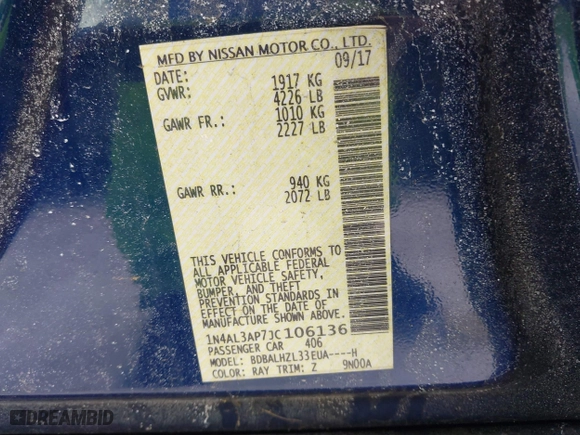 MFD BY NISSAN MOTOR CO., LTD.
DATE: 09/17
GVWR: 1917 KG
4226 LB
GAWR FR.: 1010 KG
2227 LB
GAWR RR.: 940 KG
2072 LB
THIS VEHICLE CONFORMS TO
ALL APPLICABLE FEDERAL
MOTOR VEHICLE SAFETY,
BUMPER, AND THEFT
PREVENTION STANDARDS IN
EFFECT ON THE DATE OF
MANUFACTURE SHOWN ABOVE.
1N4AL3AP7JC106136
PASSENGER CAR 406
MODEL: BDBALHZL33EUA----H
COLOR: RAY TRIM: Z 9N00A
DREAMBID